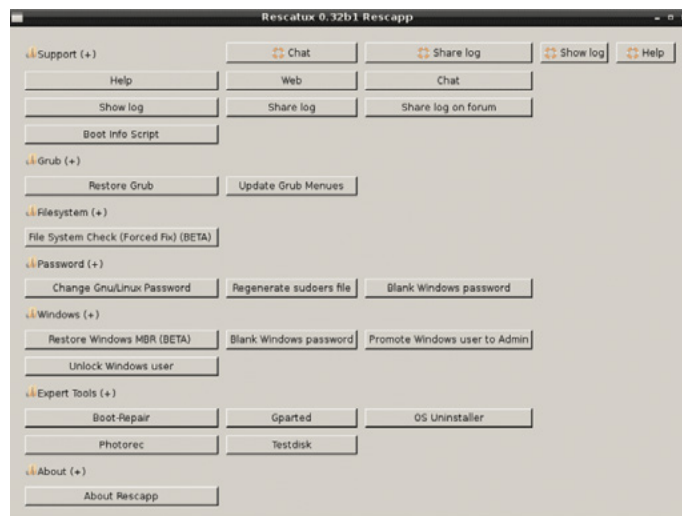 Rescatux 0.32b1 Rescapp
Support (+) Chat Share log Show log Help
Help Web Chat
Show log Share log Share log on forum
Boot Info Script
Grub (+)
Restore Grub Update Grub Menues
Filesystem (+)
File System Check (Forced Fix) (BETA)
Password (+)
Change Gnu/Linux Password Regenerate sudoers file Blank Windows password
Windows (+)
Restore Windows MBR (BETA) Blank Windows password Promote Windows user to Admin
Unlock Windows user
Expert Tools (+)
Boot-Repair Gparted OS Uninstaller
Photorec Testdisk
About (+)
About Rescapp